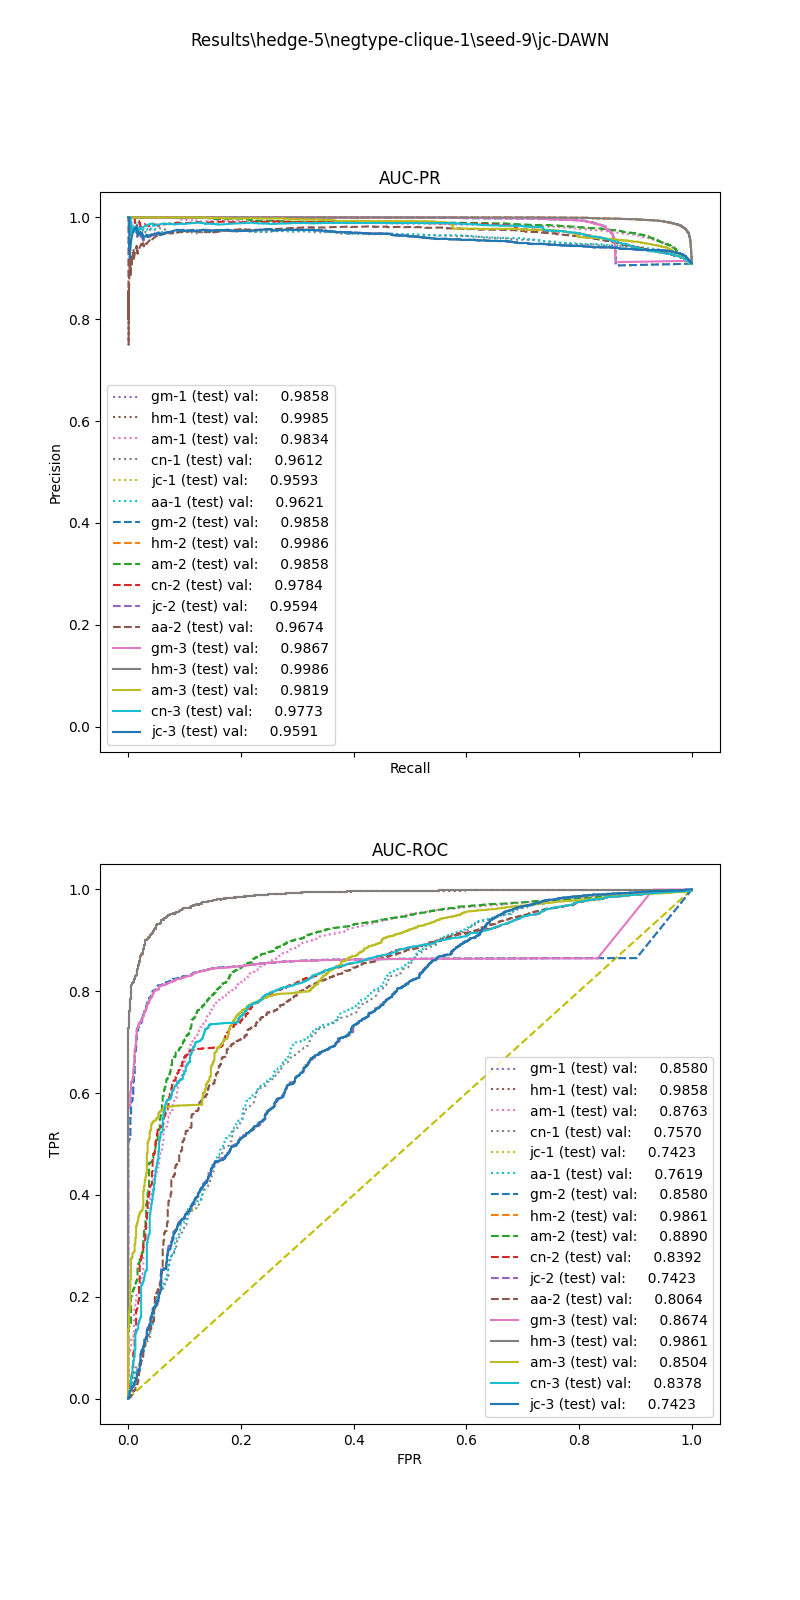 Results\hedge-5\negtype-clique-1\seed-9\jc-DAWN
AUC-PR
1.0
0.8
0.6
0.4
0.2
0.0
Precision
gm-1 (test) val: 0.9858
hm-1 (test) val: 0.9985
am-1 (test) val: 0.9834
cn-1 (test) val: 0.9612
jc-1 (test) val: 0.9593
aa-1 (test) val: 0.9621
gm-2 (test) val: 0.9858
hm-2 (test) val: 0.9986
am-2 (test) val: 0.9858
cn-2 (test) val: 0.9784
jc-2 (test) val: 0.9594
aa-2 (test) val: 0.9674
gm-3 (test) val: 0.9867
hm-3 (test) val: 0.9986
am-3 (test) val: 0.9819
cn-3 (test) val: 0.9773
jc-3 (test) val: 0.9591
Recall
AUC-ROC
1.0
0.8
0.6
0.4
0.2
0.0
TPR
gm-1 (test) val: 0.8580
hm-1 (test) val: 0.9858
am-1 (test) val: 0.8763
cn-1 (test) val: 0.7570
jc-1 (test) val: 0.7423
aa-1 (test) val: 0.7619
gm-2 (test) val: 0.8580
hm-2 (test) val: 0.9861
am-2 (test) val: 0.8890
cn-2 (test) val: 0.8392
jc-2 (test) val: 0.7423
aa-2 (test) val: 0.8064
gm-3 (test) val: 0.8674
hm-3 (test) val: 0.9861
am-3 (test) val: 0.8504
cn-3 (test) val: 0.8378
jc-3 (test) val: 0.7423
0.0 0.2 0.4 0.6 0.8 1.0
FPR